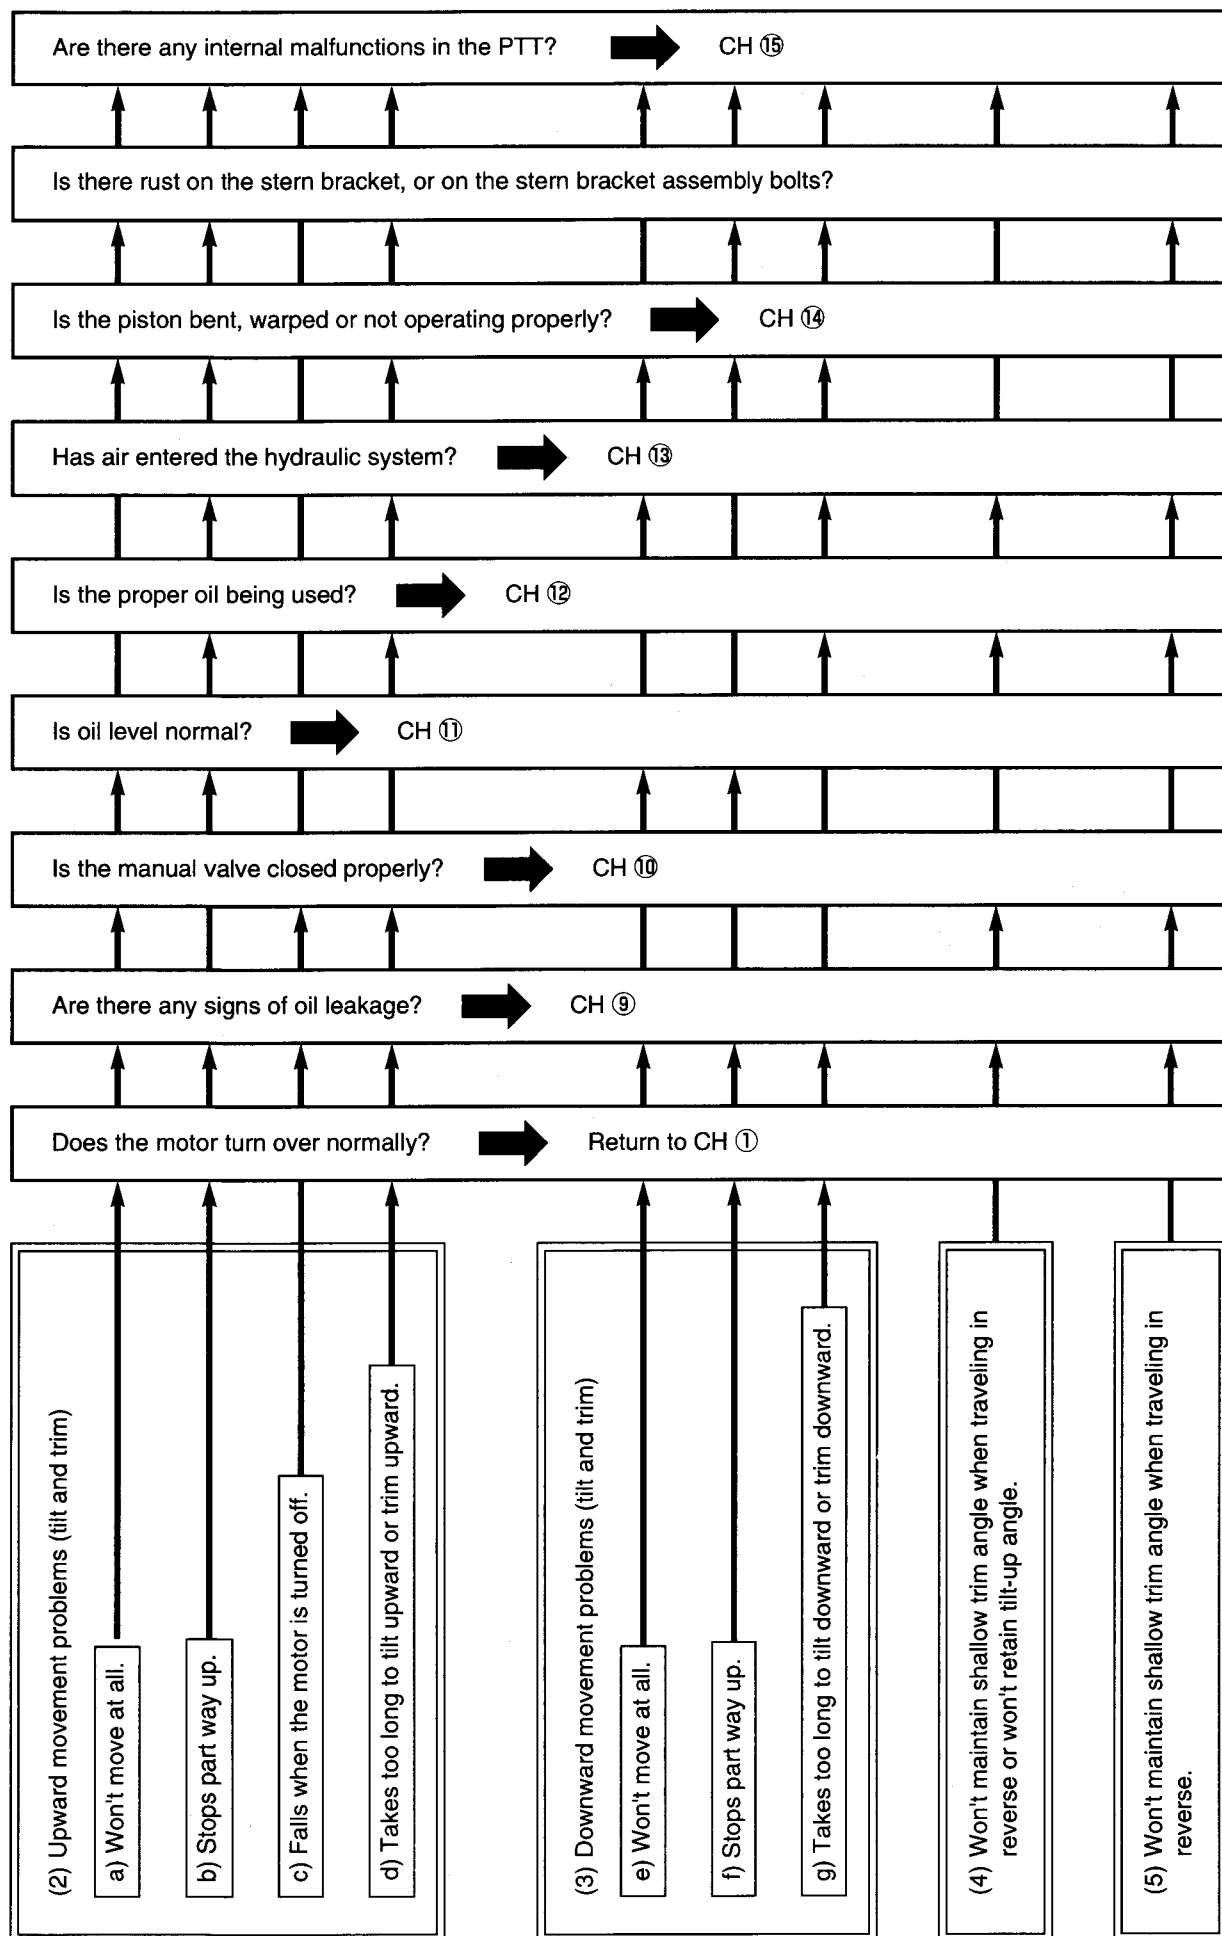 Are there any internal malfunctions in the PTT? CH ⑮
Is there rust on the stern bracket, or on the stern bracket assembly bolts?
Is the piston bent, warped or not operating properly? CH ⑭
Has air entered the hydraulic system? CH ⑬
Is the proper oil being used? CH ⑫
Is oil level normal? CH ⑪
Is the manual valve closed properly? CH ⑩
Are there any signs of oil leakage? CH ⑨
Does the motor turn over normally? Return to CH ①
(2) Upward movement problems (tilt and trim)
a) Won't move at all.
b) Stops part way up.
c) Falls when the motor is turned off.
d) Takes too long to tilt upward or trim upward.
(3) Downward movement problems (tilt and trim)
e) Won't move at all.
f) Stops part way up.
g) Takes too long to tilt downward or trim downward.
(4) Won't maintain shallow trim angle when traveling in
reverse or won't retain tilt-up angle.
(5) Won't maintain shallow trim angle when traveling in
reverse.